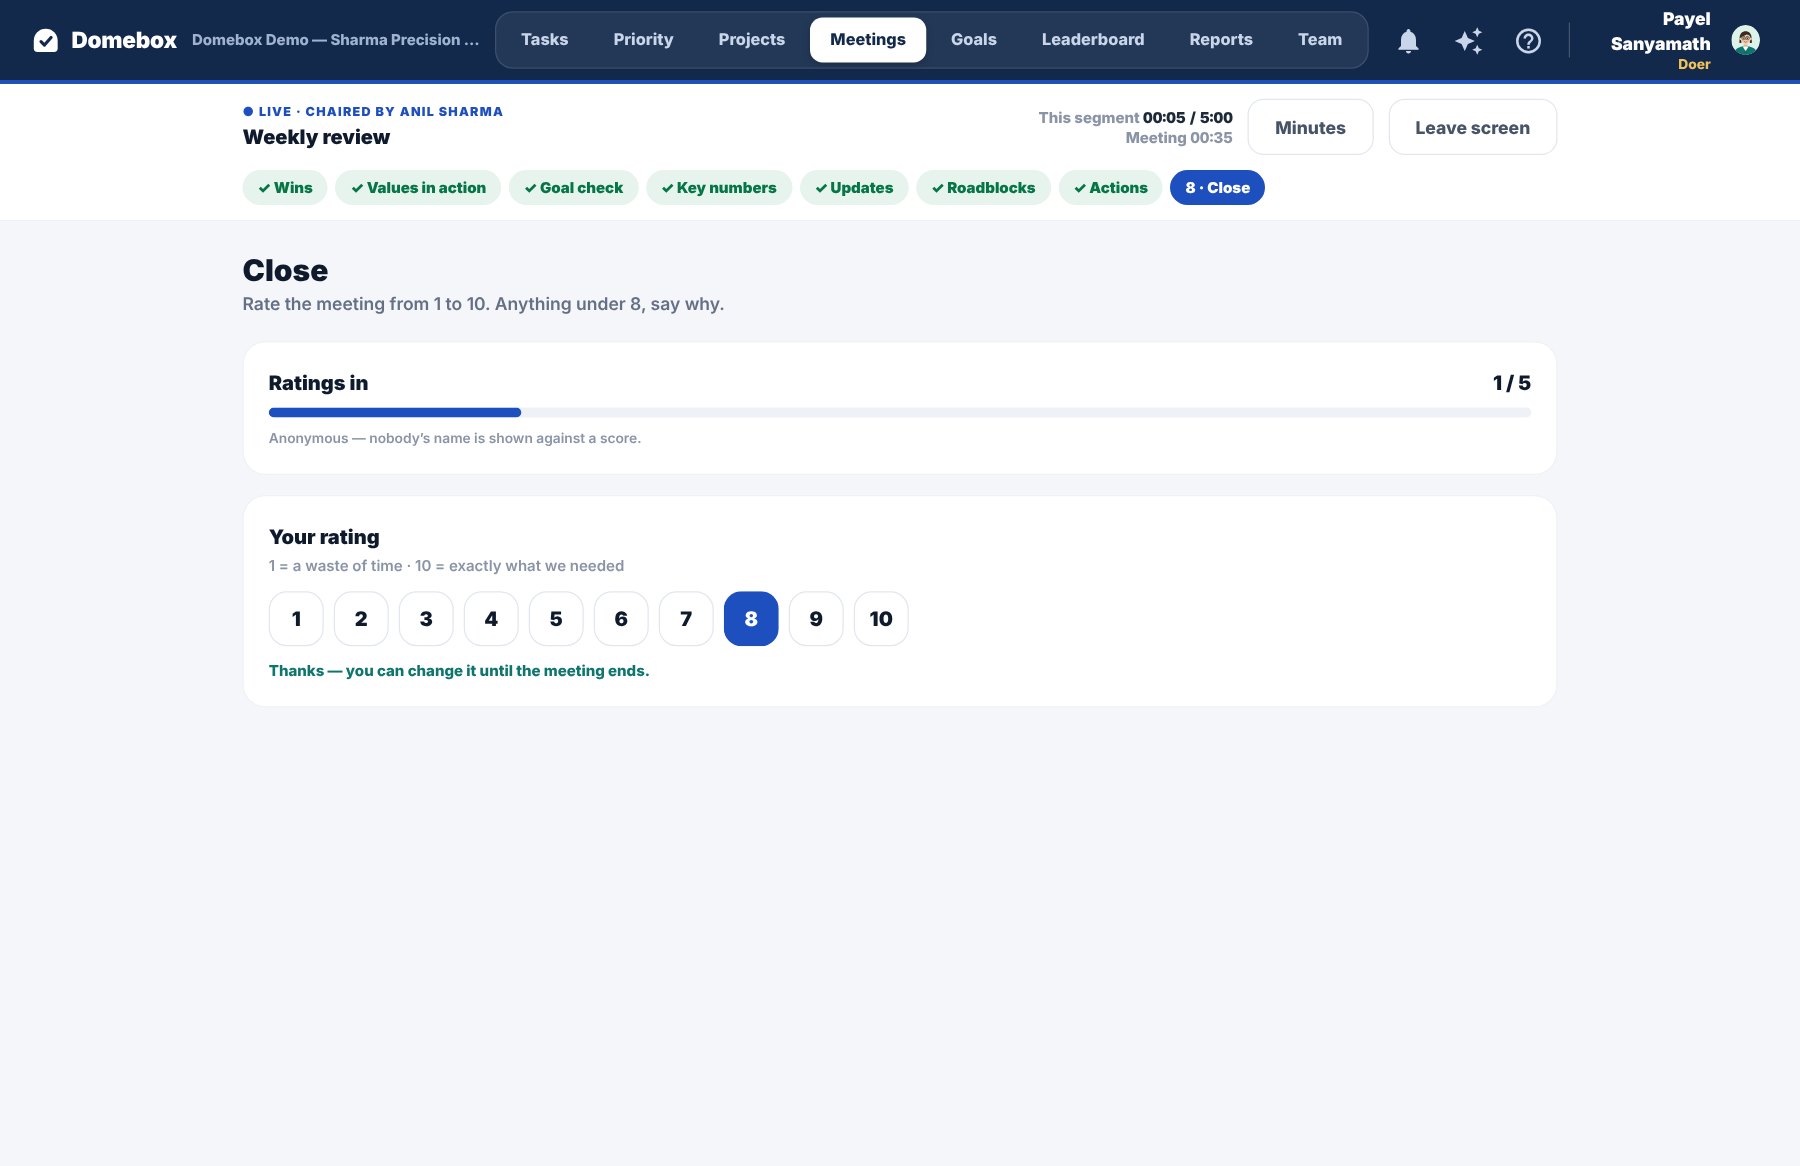 Domebox
Domebox Demo — Sharma Precision ...
Tasks
Priority
Projects
Meetings
Goals
Leaderboard
Reports
Team
Payel
Sanyamath
Doer
LIVE · CHAIRED BY ANIL SHARMA
Weekly review
This segment 00:05 / 5:00
Meeting 00:35
Minutes
Leave screen
✓ Wins
✓ Values in action
✓ Goal check
✓ Key numbers
✓ Updates
✓ Roadblocks
✓ Actions
8 · Close
Close
Rate the meeting from 1 to 10. Anything under 8, say why.
Ratings in
1 / 5
Anonymous — nobody's name is shown against a score.
Your rating
1 = a waste of time · 10 = exactly what we needed
1 2 3 4 5 6 7 8 9 10
Thanks — you can change it until the meeting ends.